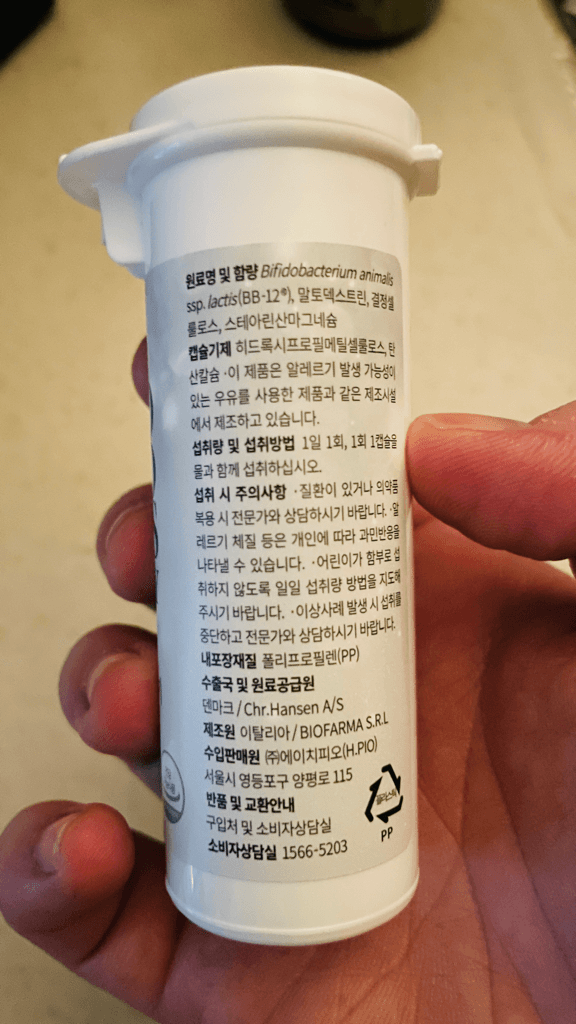 원료명 및 함량 Bifidobacterium animalis
ssp. lactis(BB-12®), 말토덱스트린, 결정셀
룰로스, 스테아린산마그네슘
캡슐기제 히드록시프로필메틸셀룰로스, 탄
산칼슘 ·이 제품은 알레르기 발생 가능성이
있는 우유를 사용한 제품과 같은 제조시설
에서 제조하고 있습니다.
섭취량 및 섭취방법 1일 1회, 1회 1캡슐을
물과 함께 섭취하십시오.
섭취 시 주의사항 ·질환이 있거나 의약품
복용 시 전문가와 상담하시기 바랍니다. ·알
레르기 체질 등은 개인에 따라 과민반응을
나타낼 수 있습니다. ·어린이가 함부로 섭
취하지 않도록 일일 섭취량 방법을 지도해
주시기 바랍니다. ·이상사례 발생 시 섭취를
중단하고 전문가와 상담하시기 바랍니다.
내포장재질 폴리프로필렌(PP)
수출국 및 원료공급원
덴마크 / Chr.Hansen A/S
제조원 이탈리아 / BIOFARMA S.R.L
수입판매원 ㈜에이치피오(H.PIO)
서울시 영등포구 양평로 115
반품 및 교환안내
구입처 및 소비자상담실
소비자상담실 1566-5203
플라스틱
PP